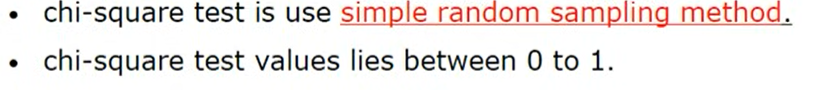 • chi-square test is use simple random sampling method.
• chi-square test values lies between 0 to 1.